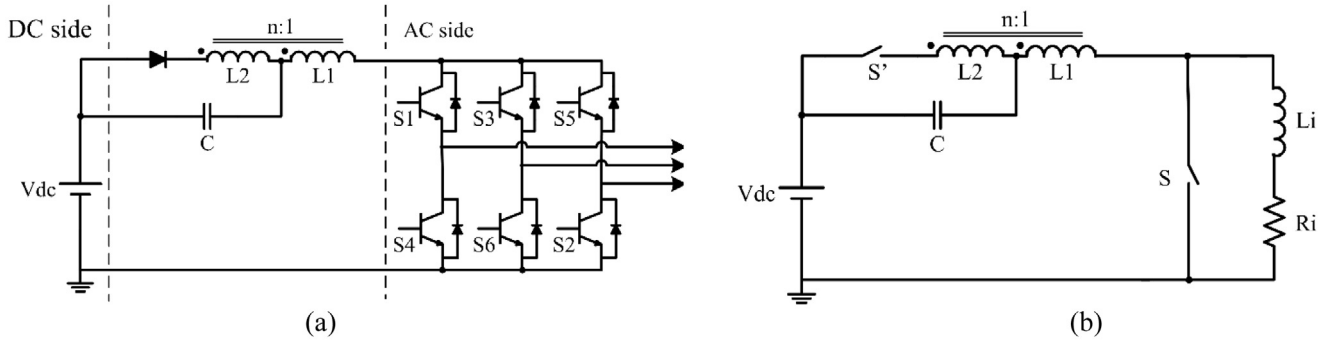 DC side
n:1
AC side
L2
L1
C
Vdc
S1
S3
S5
S4
S6
S2
(a)
n:1
S’
L2
L1
C
Vdc
S
Li
Ri
(b)